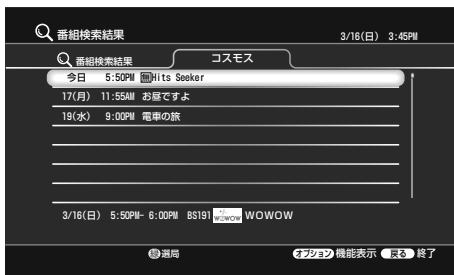 番組検索結果 3/16(日) 3:45PM
番組検索結果 コスモス
今日 5:50PM 無Hits Seeker
17(月) 11:55AM お昼ですよ
19(水) 9:00PM 電車の旅
3/16(日) 5:50PM- 6:00PM BS191 WOWOW WOWOW
選局 オプション 機能表示 戻る 終了